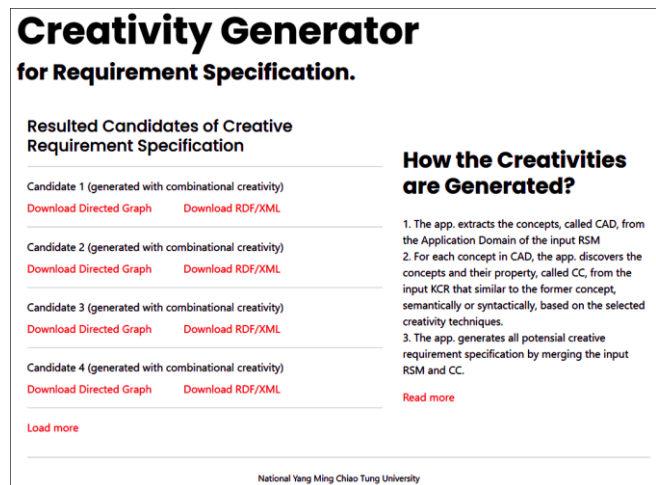 Creativity Generator
for Requirement Specification.
Resulted Candidates of Creative
Requirement Specification
Candidate 1 (generated with combinational creativity)
Download Directed Graph Download RDF/XML
Candidate 2 (generated with combinational creativity)
Download Directed Graph Download RDF/XML
Candidate 3 (generated with combinational creativity)
Download Directed Graph Download RDF/XML
Candidate 4 (generated with combinational creativity)
Download Directed Graph Download RDF/XML
Load more
How the Creativities
are Generated?
1. The app. extracts the concepts, called CAD, from
the Application Domain of the input RSM
2. For each concept in CAD, the app. discovers the
concepts and their property, called CC, from the
input KCR that similar to the former concept,
semantically or syntactically, based on the selected
creativity techniques.
3. The app. generates all potensial creative
requirement specification by merging the input
RSM and CC.
Read more
National Yang Ming Chiao Tung University